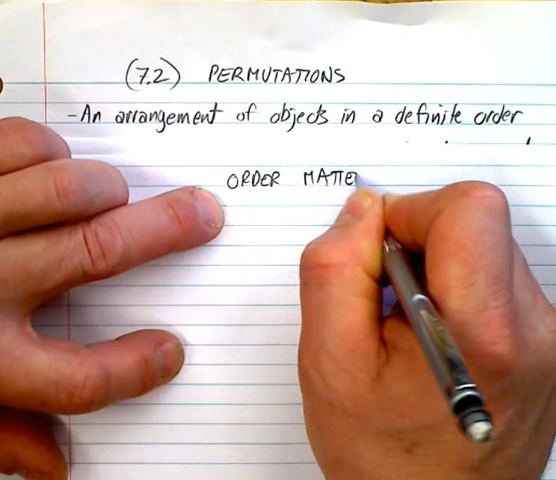 (7.2) PERMUTATIONS
-An arrangement of objects in a definite order
ORDER MATTE